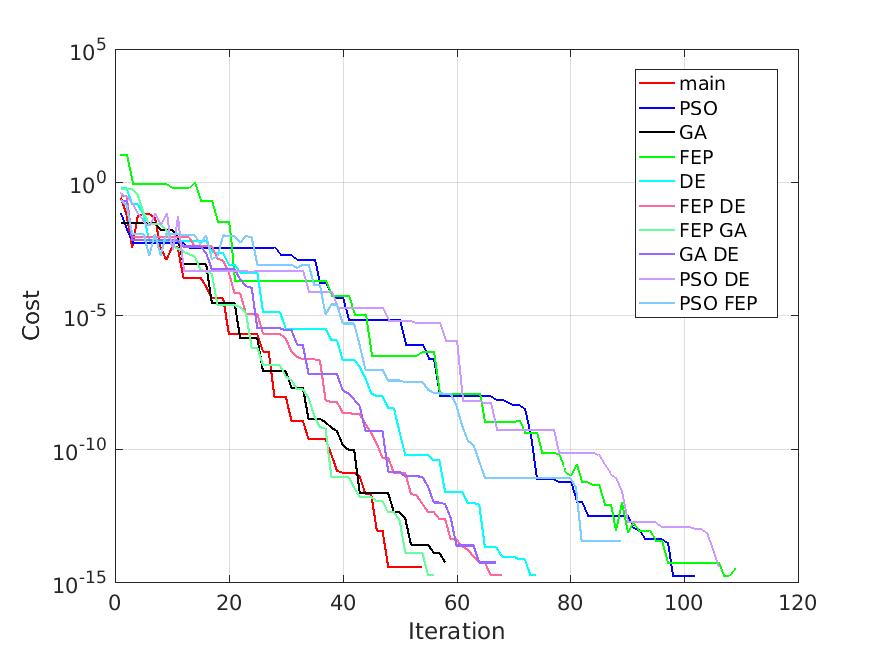 10^5
10^0
10^-5
10^-10
10^-15
Cost
0 20 40 60 80 100 120
Iteration
main
PSO
GA
FEP
DE
FEP DE
FEP GA
GA DE
PSO DE
PSO FEP